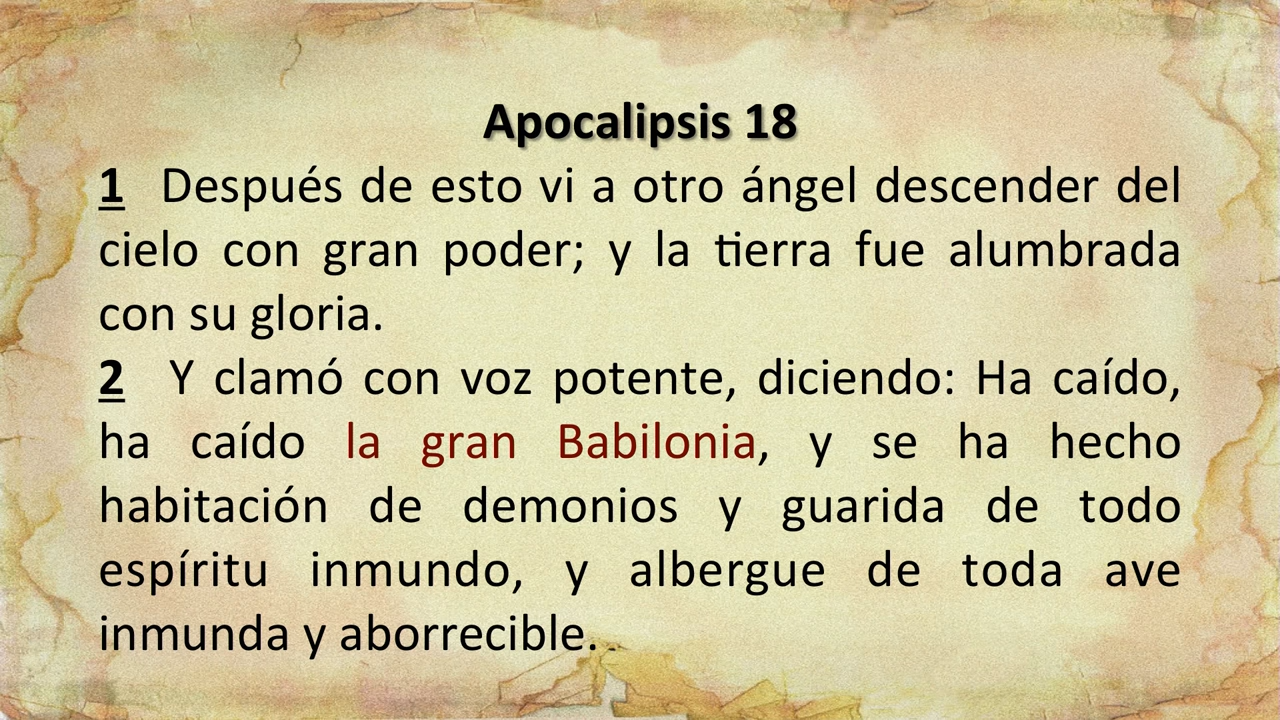 Apocalipsis 18
1 Después de esto vi a otro ángel descender del
cielo con gran poder; y la tierra fue alumbrada
con su gloria.
2 Y clamó con voz potente, diciendo: Ha caído,
ha caído la gran Babilonia, y se ha hecho
habitación de demonios y guarida de todo
espíritu inmundo, y albergue de toda ave
inmunda y aborrecible.